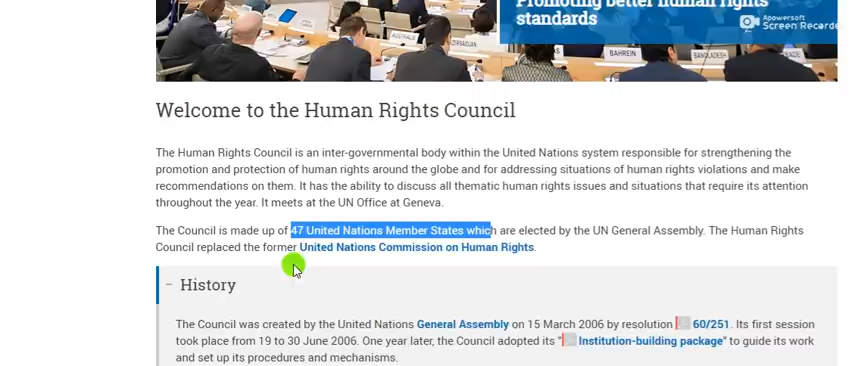 Promoting better human rights
standards
Apowersoft
Screen Recorde
AUSTRALIA
AZERBAIJAN
BAHRAIN
BANGLADESH
Welcome to the Human Rights Council
The Human Rights Council is an inter-governmental body within the United Nations system responsible for strengthening the
promotion and protection of human rights around the globe and for addressing situations of human rights violations and make
recommendations on them. It has the ability to discuss all thematic human rights issues and situations that require its attention
throughout the year. It meets at the UN Office at Geneva.
The Council is made up of 47 United Nations Member States which are elected by the UN General Assembly. The Human Rights
Council replaced the former United Nations Commission on Human Rights.
− History
The Council was created by the United Nations General Assembly on 15 March 2006 by resolution 60/251. Its first session
took place from 19 to 30 June 2006. One year later, the Council adopted its "Institution-building package" to guide its work
and set up its procedures and mechanisms.